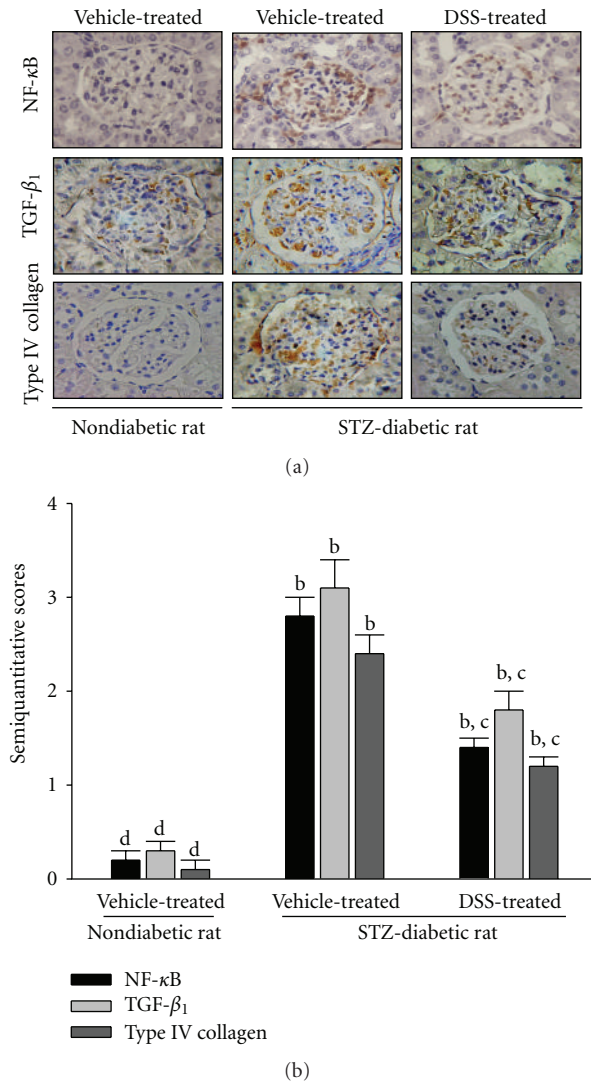 Vehicle-treated Vehicle-treated DSS-treated
NF-κB
TGF-β₁
Type IV collagen
Nondiabetic rat STZ-diabetic rat
(a)
4
3
2
1
0
Semiquantitative scores
d d d
b b b
b, c b, c b, c
Vehicle-treated Vehicle-treated DSS-treated
Nondiabetic rat STZ-diabetic rat
NF-κB
TGF-β₁
Type IV collagen
(b)